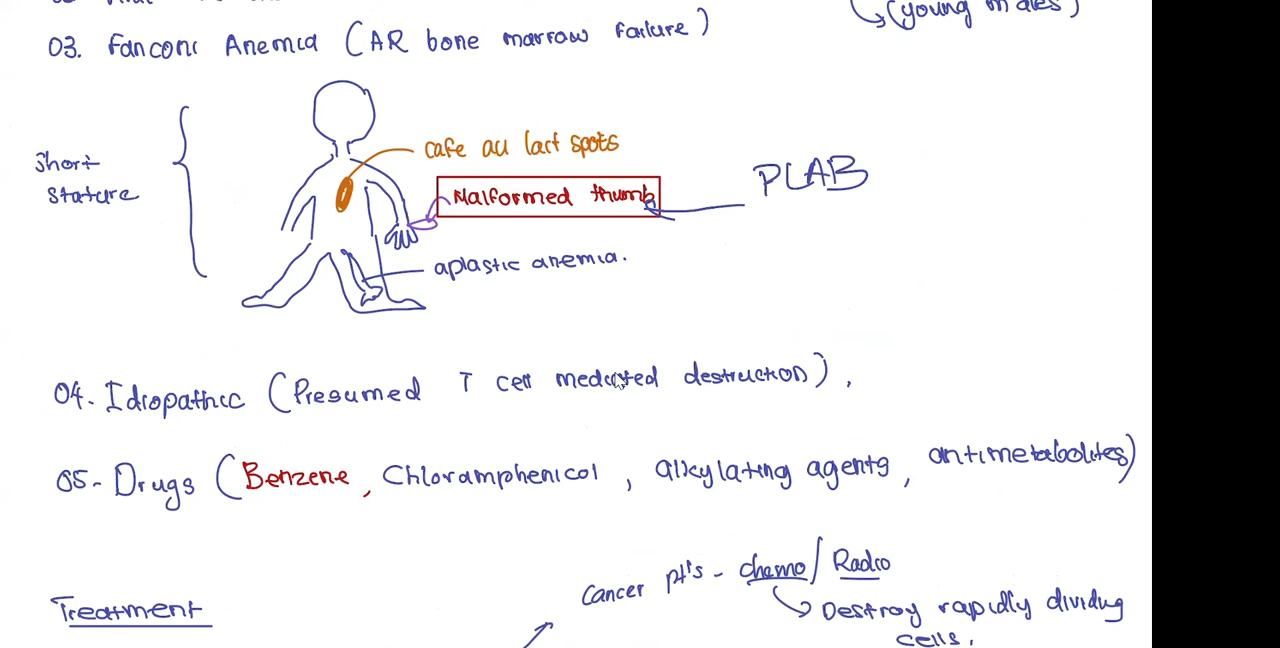 (young males)
03. Fanconi Anemia (AR bone marrow failure)
cafe au lact spots
Short
stature
Malformed thumb
PLAB
aplastic anemia.
04. Idiopathic (Presumed T cell mediated destruction),
05- Drugs (Benzene, Chloramphenicol, alkylating agents, antimetabolites)
Cancer pt's - chemo/Radio
Treatment
Destroy rapidly dividing
cells.